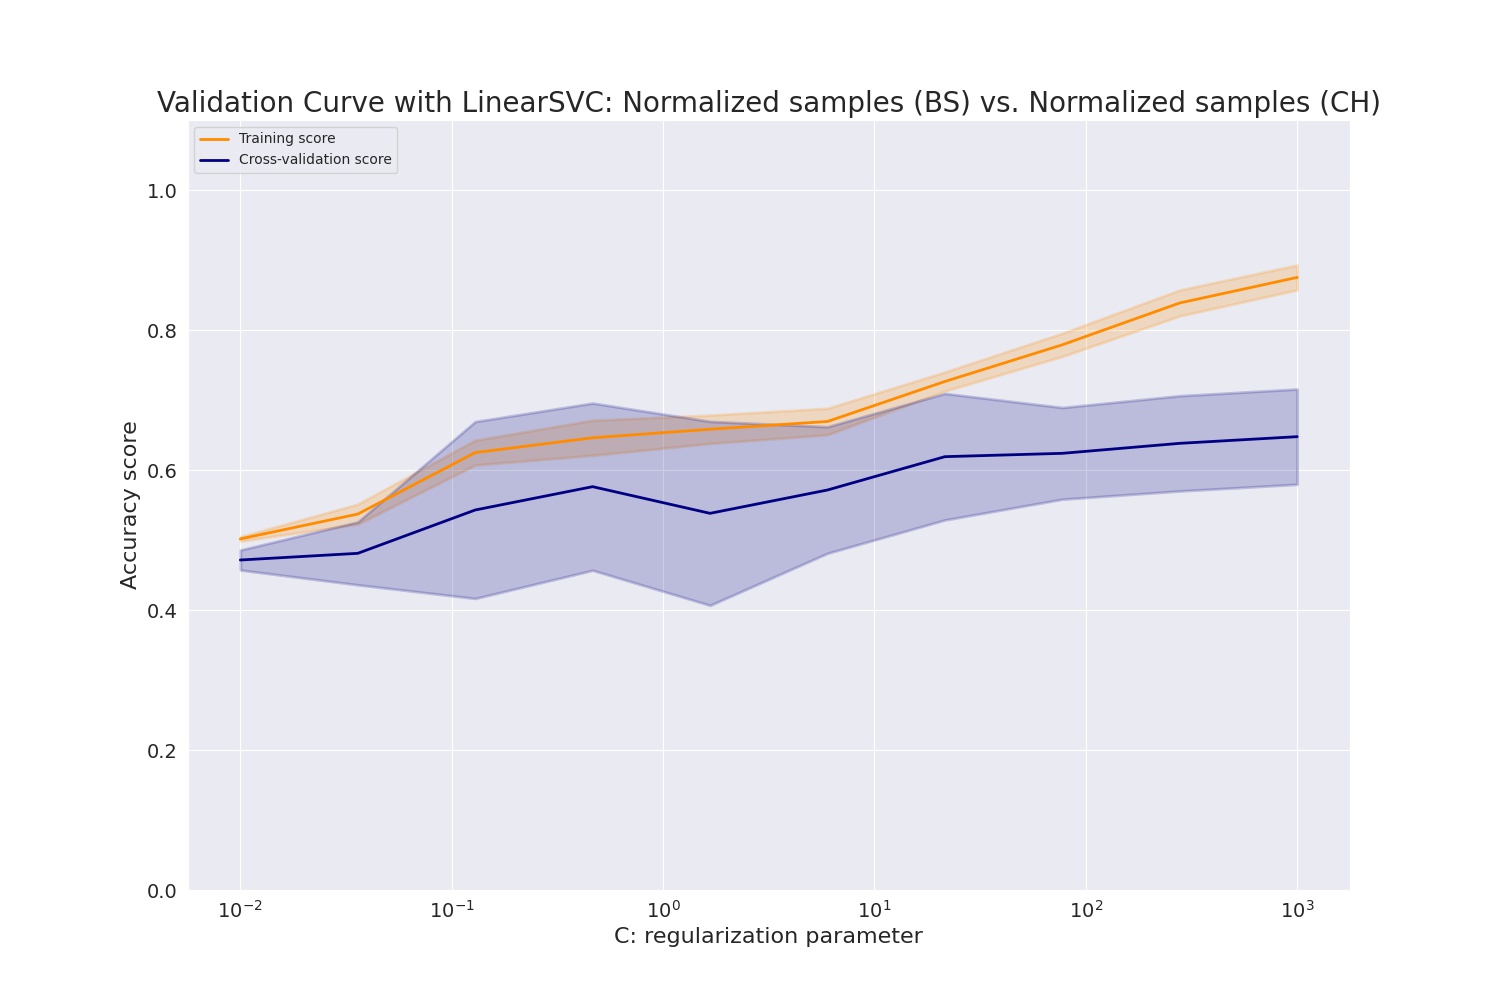 Validation Curve with LinearSVC: Normalized samples (BS) vs. Normalized samples (CH)
Training score
Cross-validation score
1.0
0.8
0.6
0.4
0.2
0.0
Accuracy score
10⁻² 10⁻¹ 10⁰ 10¹ 10² 10³
C: regularization parameter